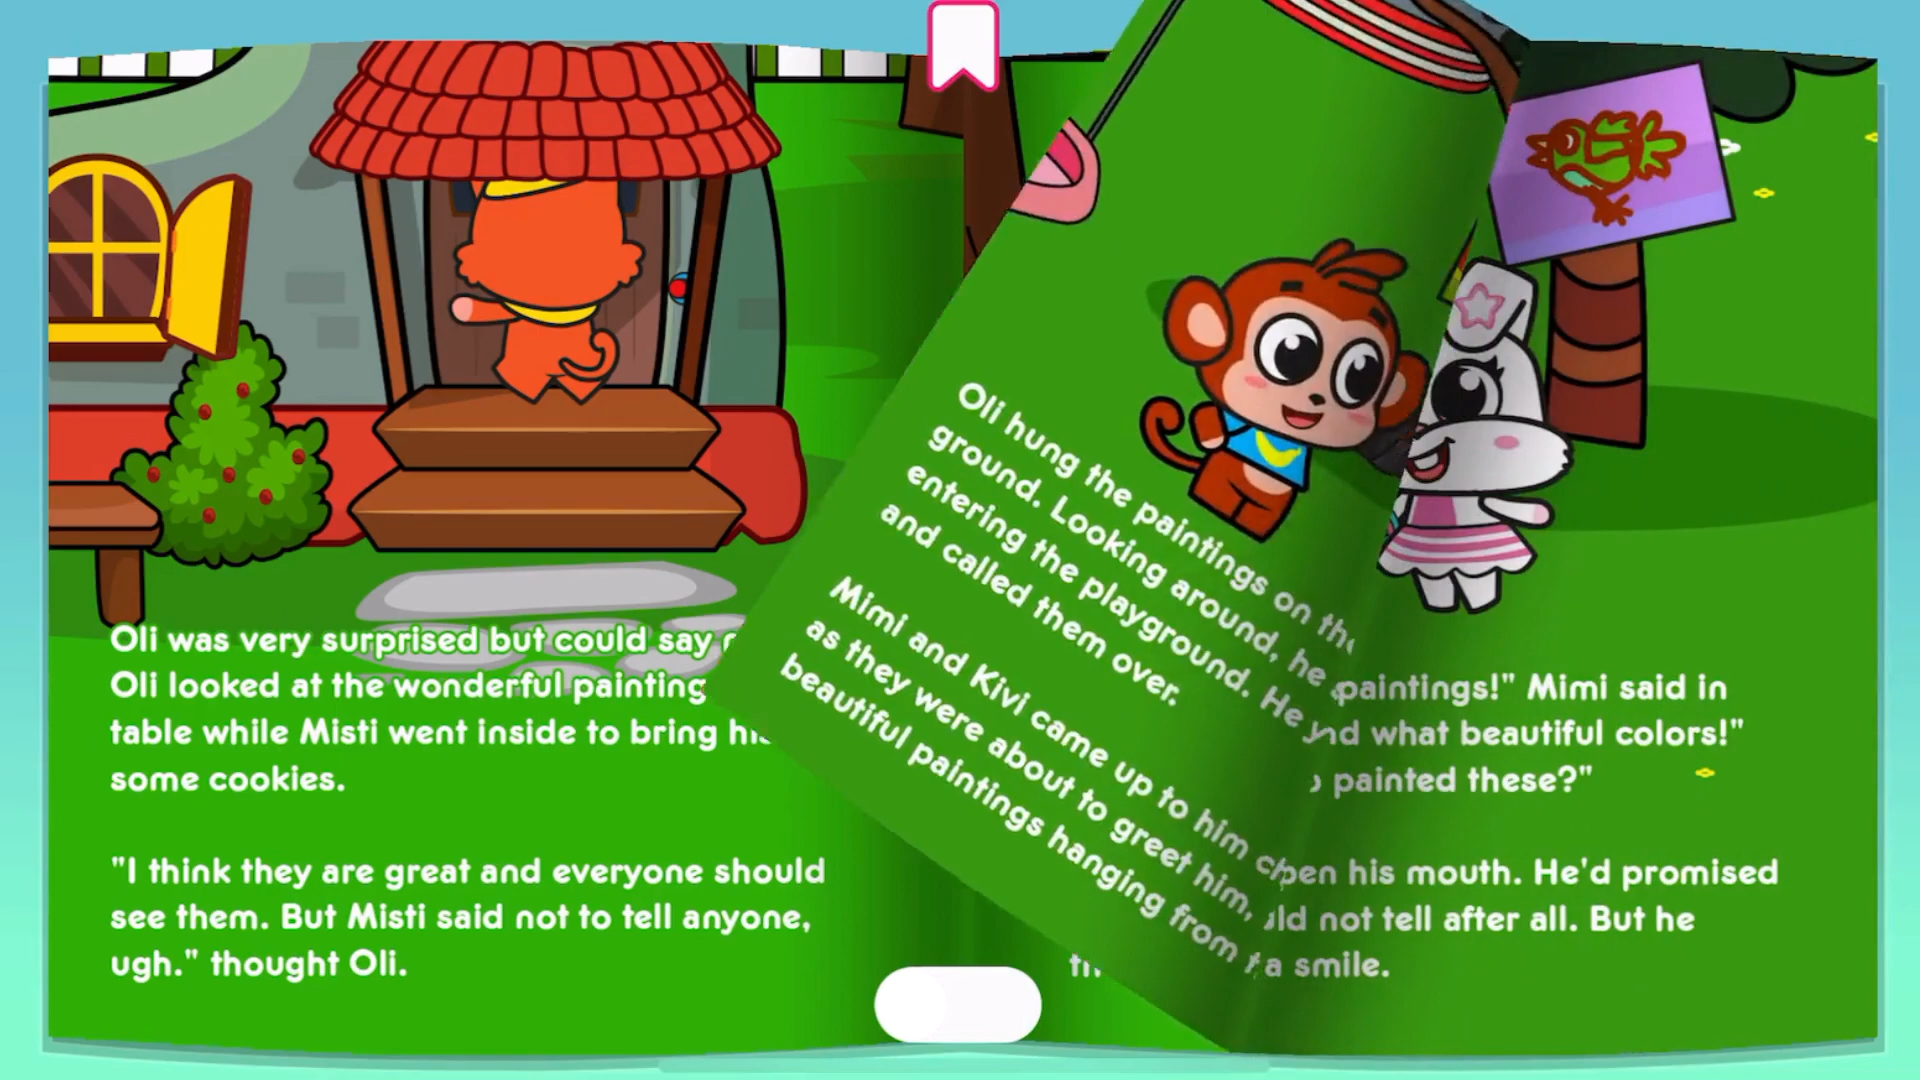 Oli was very surprised but could say
Oli looked at the wonderful painting
table while Misti went inside to bring
some cookies.
"I think they are great and everyone should
see them. But Misti said not to tell anyone,
ugh." thought Oli.
Oli hung the paintings on
ground. Looking around, he
entering the playground. He
and called them over.
Mimi and Kivi came up to him
as they were about to greet him,
beautiful paintings hanging from
paintings!" Mimi said in
what beautiful colors!"
painted these?"
his mouth. He'd promised
not tell after all. But he
a smile.